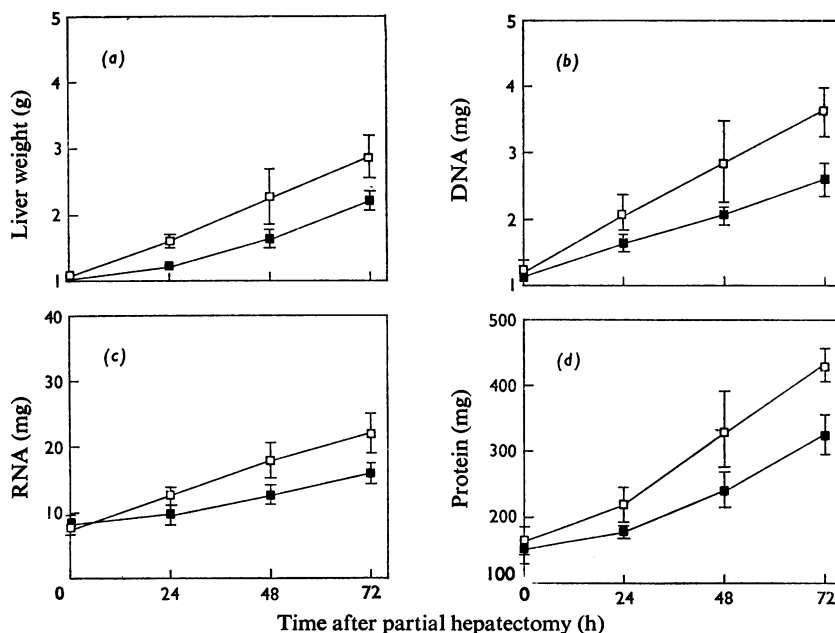 (a)
Liver weight (g)
5
4
3
2
1
(b)
DNA (mg)
5
4
3
2
1
(c)
RNA (mg)
40
30
20
10
0
0 24 48 72
(d)
Protein (mg)
500
400
300
200
100
0 24 48 72
Time after partial hepatectomy (h)